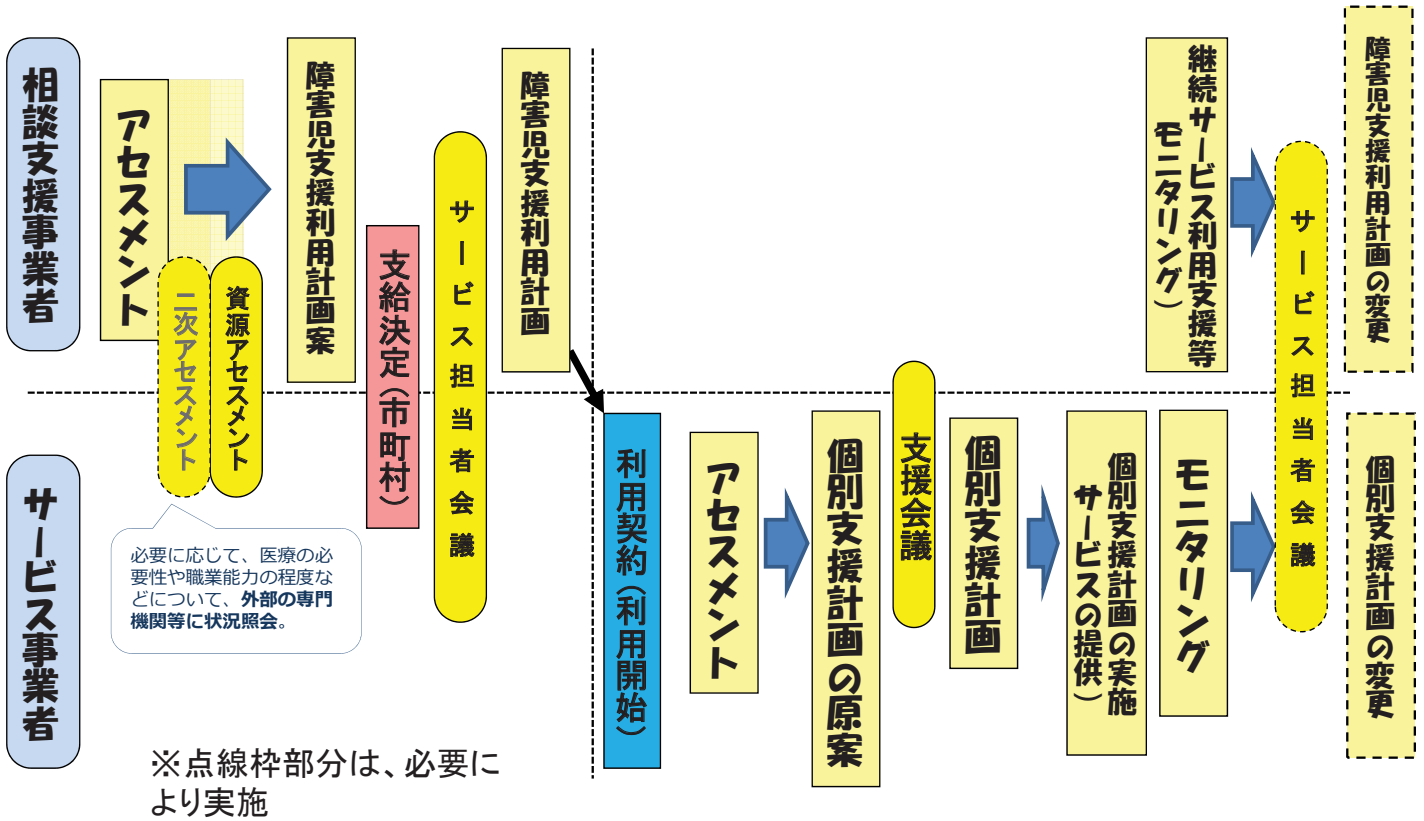 相談支援事業者
アセスメント
二次アセスメント
資源アセスメント
障害児支援利用計画案
支給決定（市町村）
サービス担当者会議
障害児支援利用計画
継続サービス利用支援等
モニタリング）
サービス担当者会議
障害児支援利用計画の変更
サービス事業者
必要に応じて、医療の必
要性や職業能力の程度な
どについて、外部の専門
機関等に状況照会。
利用契約（利用開始）
アセスメント
個別支援計画の原案
支援会議
個別支援計画
個別支援計画の実施
サービスの提供）
モニタリング
個別支援計画の変更
※点線枠部分は、必要に
より実施